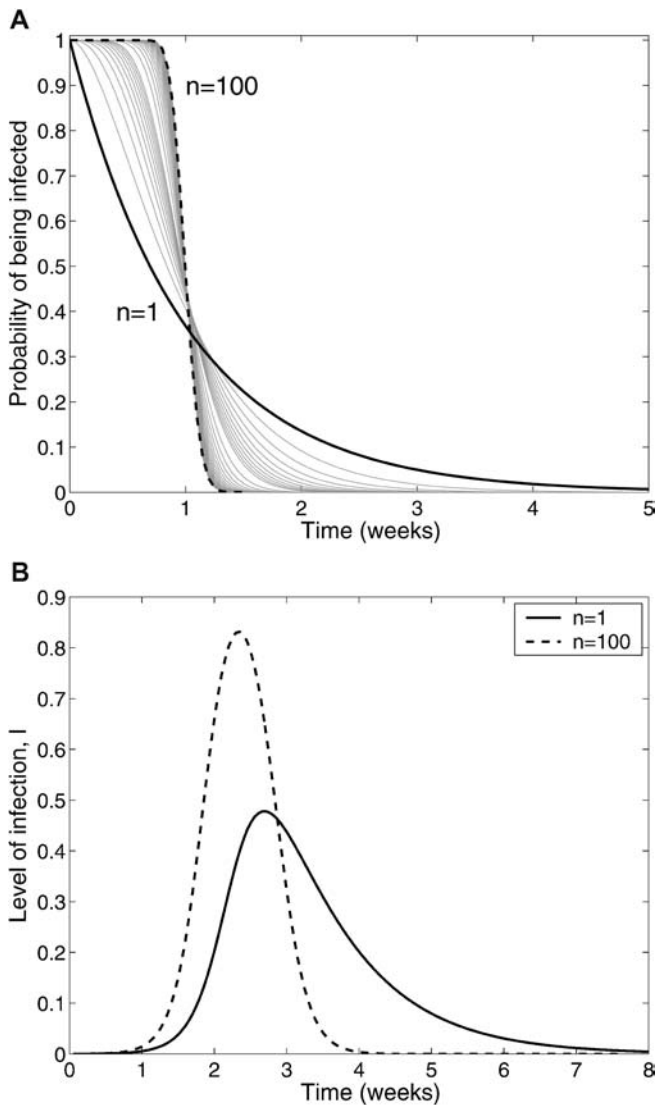 A
1
0.9
0.8
0.7
0.6
0.5
0.4
0.3
0.2
0.1
0
Probability of being infected
n=100
n=1
0 1 2 3 4 5
Time (weeks)
B
0.9
0.8
0.7
0.6
0.5
0.4
0.3
0.2
0.1
0
Level of infection, I
n=1
n=100
0 1 2 3 4 5 6 7 8
Time (weeks)